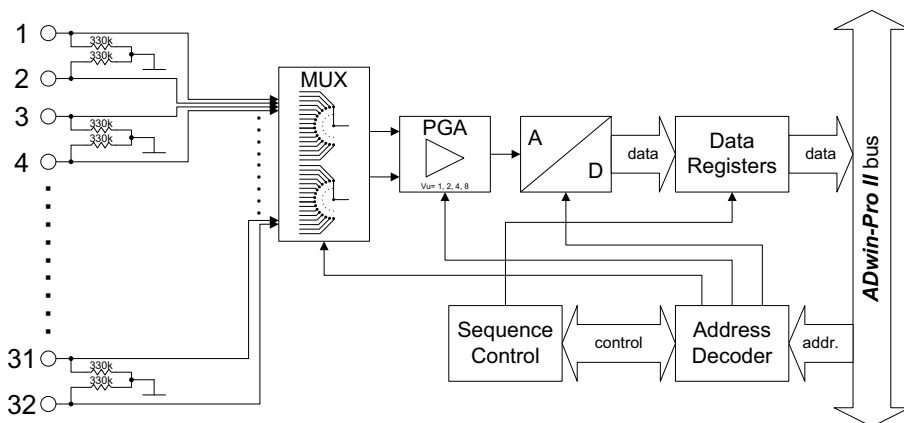 1
330k
330k
2
3
330k
330k
4
31
330k
330k
32
MUX
PGA
Vu= 1, 2, 4, 8
A
D
data
Data
Registers
data
ADwin-Pro II bus
Sequence
Control
control
Address
Decoder
addr.